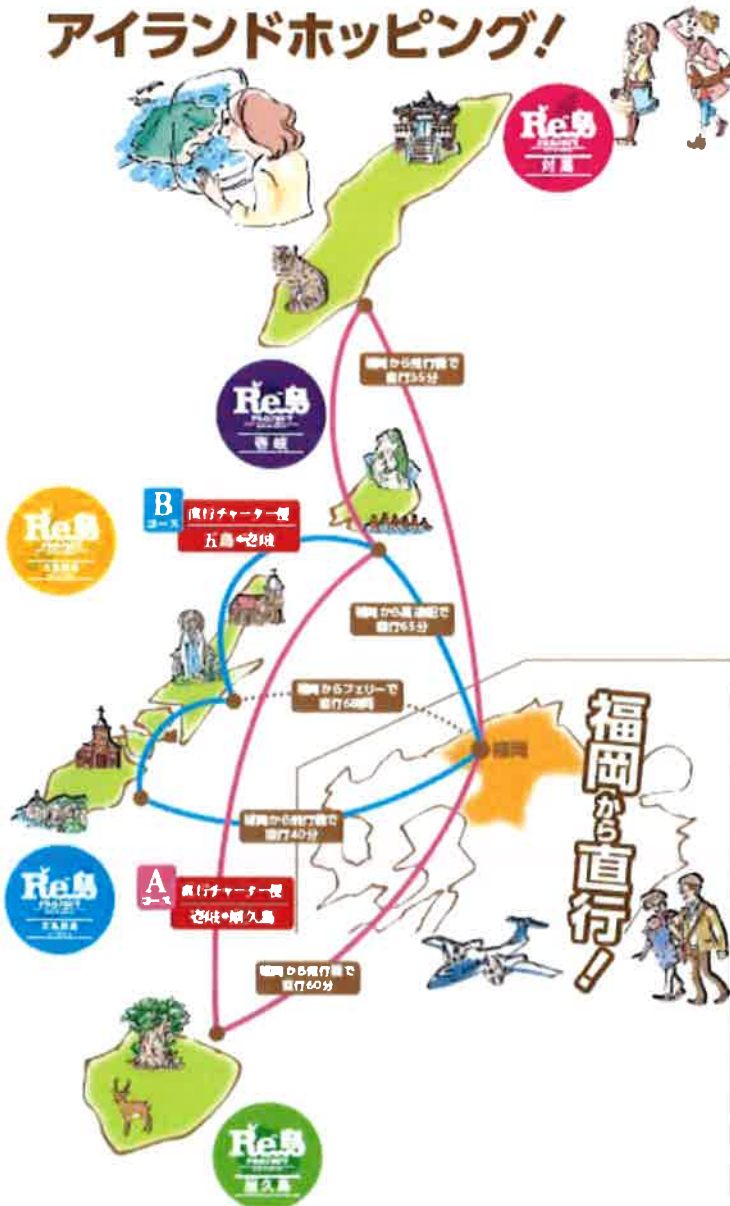 アイランドホッピング!
Re島
PROJECT
対馬
福岡から飛行機で
直行35分
Re島
PROJECT
壱岐
B
コース
直行チャーター便
五島・壱岐
Re島
PROJECT
福岡から高速船で
直行65分
福岡からフェリーで
直行6時間
福岡
福岡から直行!
福岡から飛行機で
直行40分
Re島
PROJECT
A
コース
直行チャーター便
壱岐・屋久島
福岡から飛行機で
直行60分
Re島
PROJECT
屋久島